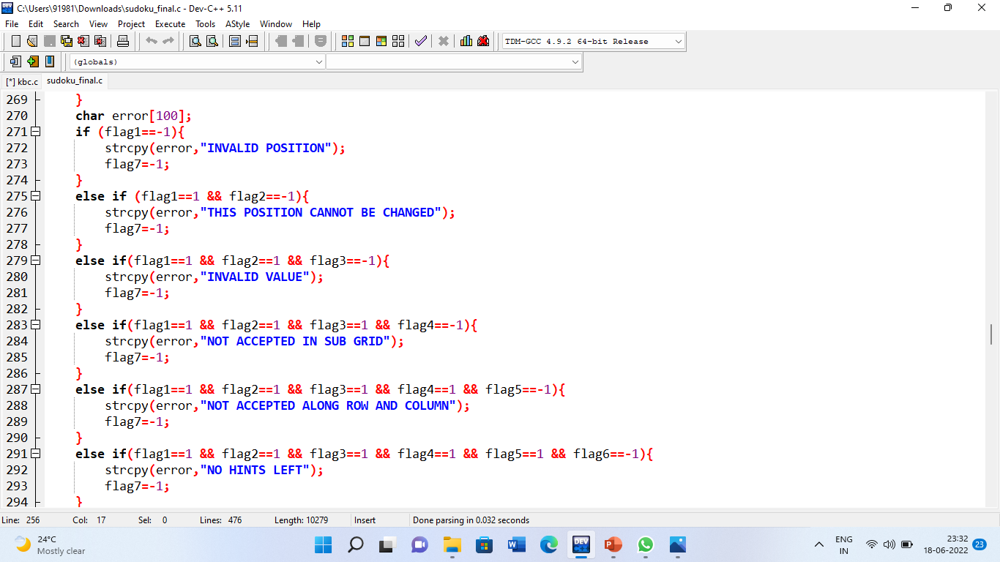 C:\Users\91981\Downloads\sudoku_final.c - Dev-C++ 5.11
File Edit Search View Project Execute Tools AStyle Window Help
TDM-GCC 4.9.2 64-bit Release
(globals)
[*] kbc.c sudoku_final.c
269 }
270 char error[100];
271 if (flag1==-1){
272 strcpy(error,"INVALID POSITION");
273 flag7=-1;
274 }
275 else if (flag1==1 && flag2==-1){
276 strcpy(error,"THIS POSITION CANNOT BE CHANGED");
277 flag7=-1;
278 }
279 else if(flag1==1 && flag2==1 && flag3==-1){
280 strcpy(error,"INVALID VALUE");
281 flag7=-1;
282 }
283 else if(flag1==1 && flag2==1 && flag3==1 && flag4==-1){
284 strcpy(error,"NOT ACCEPTED IN SUB GRID");
285 flag7=-1;
286 }
287 else if(flag1==1 && flag2==1 && flag3==1 && flag4==1 && flag5==-1){
288 strcpy(error,"NOT ACCEPTED ALONG ROW AND COLUMN");
289 flag7=-1;
290 }
291 else if(flag1==1 && flag2==1 && flag3==1 && flag4==1 && flag5==1 && flag6==-1){
292 strcpy(error,"NO HINTS LEFT");
293 flag7=-1;
294 }
Line: 256 Col: 17 Sel: 0 Lines: 476 Length: 10279 Insert Done parsing in 0.032 seconds
24°C
Mostly clear
ENG
IN
23:32
18-06-2022
23